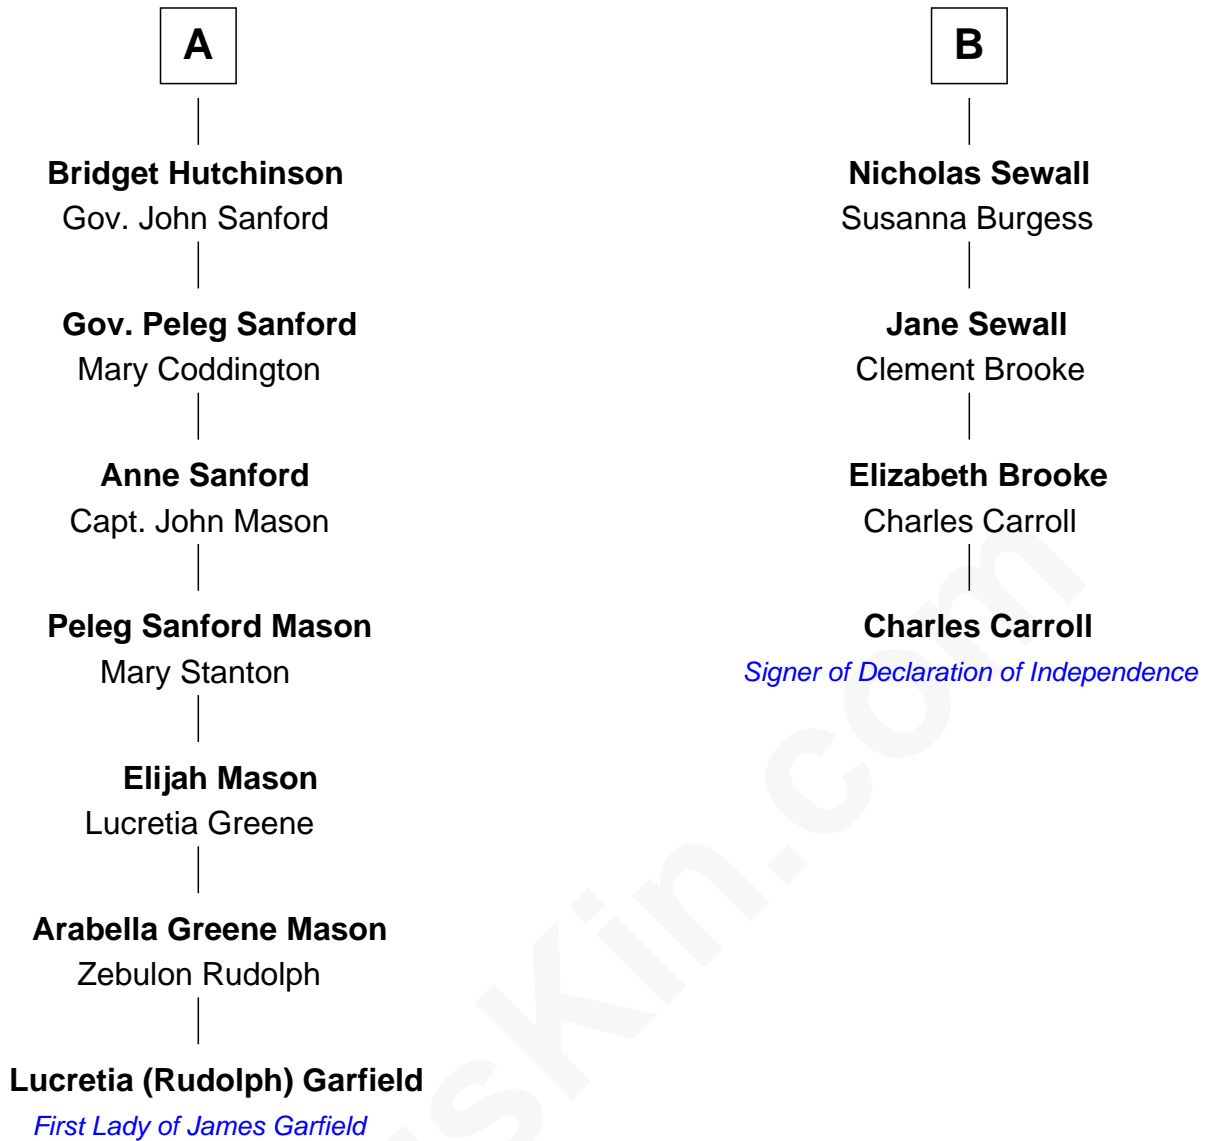 A
Bridget Hutchinson
Gov. John Sanford
Gov. Peleg Sanford
Mary Coddington
Anne Sanford
Capt. John Mason
Peleg Sanford Mason
Mary Stanton
Elijah Mason
Lucretia Greene
Arabella Greene Mason
Zebulon Rudolph
Lucretia (Rudolph) Garfield
First Lady of James Garfield
B
Nicholas Sewall
Susanna Burgess
Jane Sewall
Clement Brooke
Elizabeth Brooke
Charles Carroll
Charles Carroll
Signer of Declaration of Independence